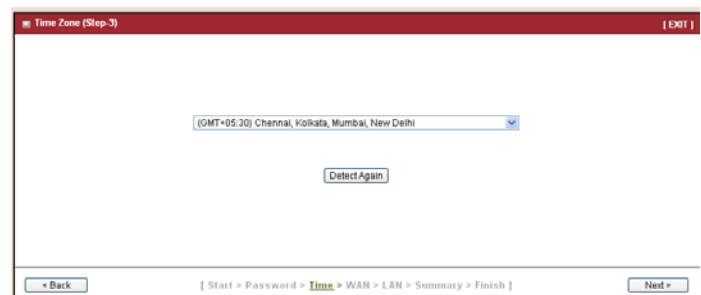 Time Zone (Step-3) [ EXIT ]
(GMT+05:30) Chennai, Kolkata, Mumbai, New Delhi
Detect Again
< Back [ Start > Password > Time > WAN > LAN > Summary > Finish ] Next >